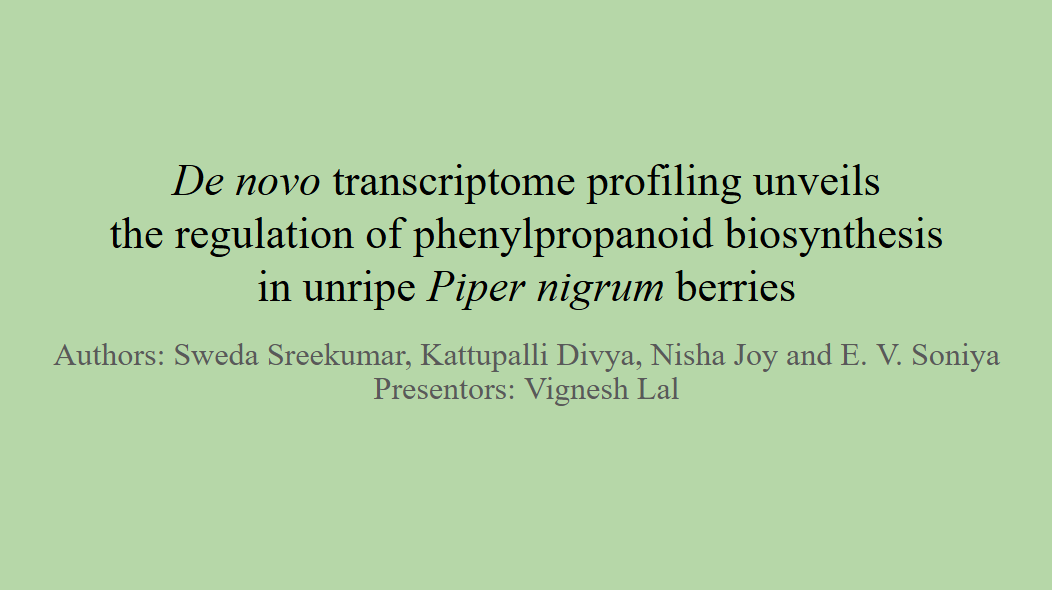 De novo transcriptome profiling unveils
the regulation of phenylpropanoid biosynthesis
in unripe Piper nigrum berries
Authors: Sweda Sreekumar, Kattupalli Divya, Nisha Joy and E. V. Soniya
Presentors: Vignesh Lal